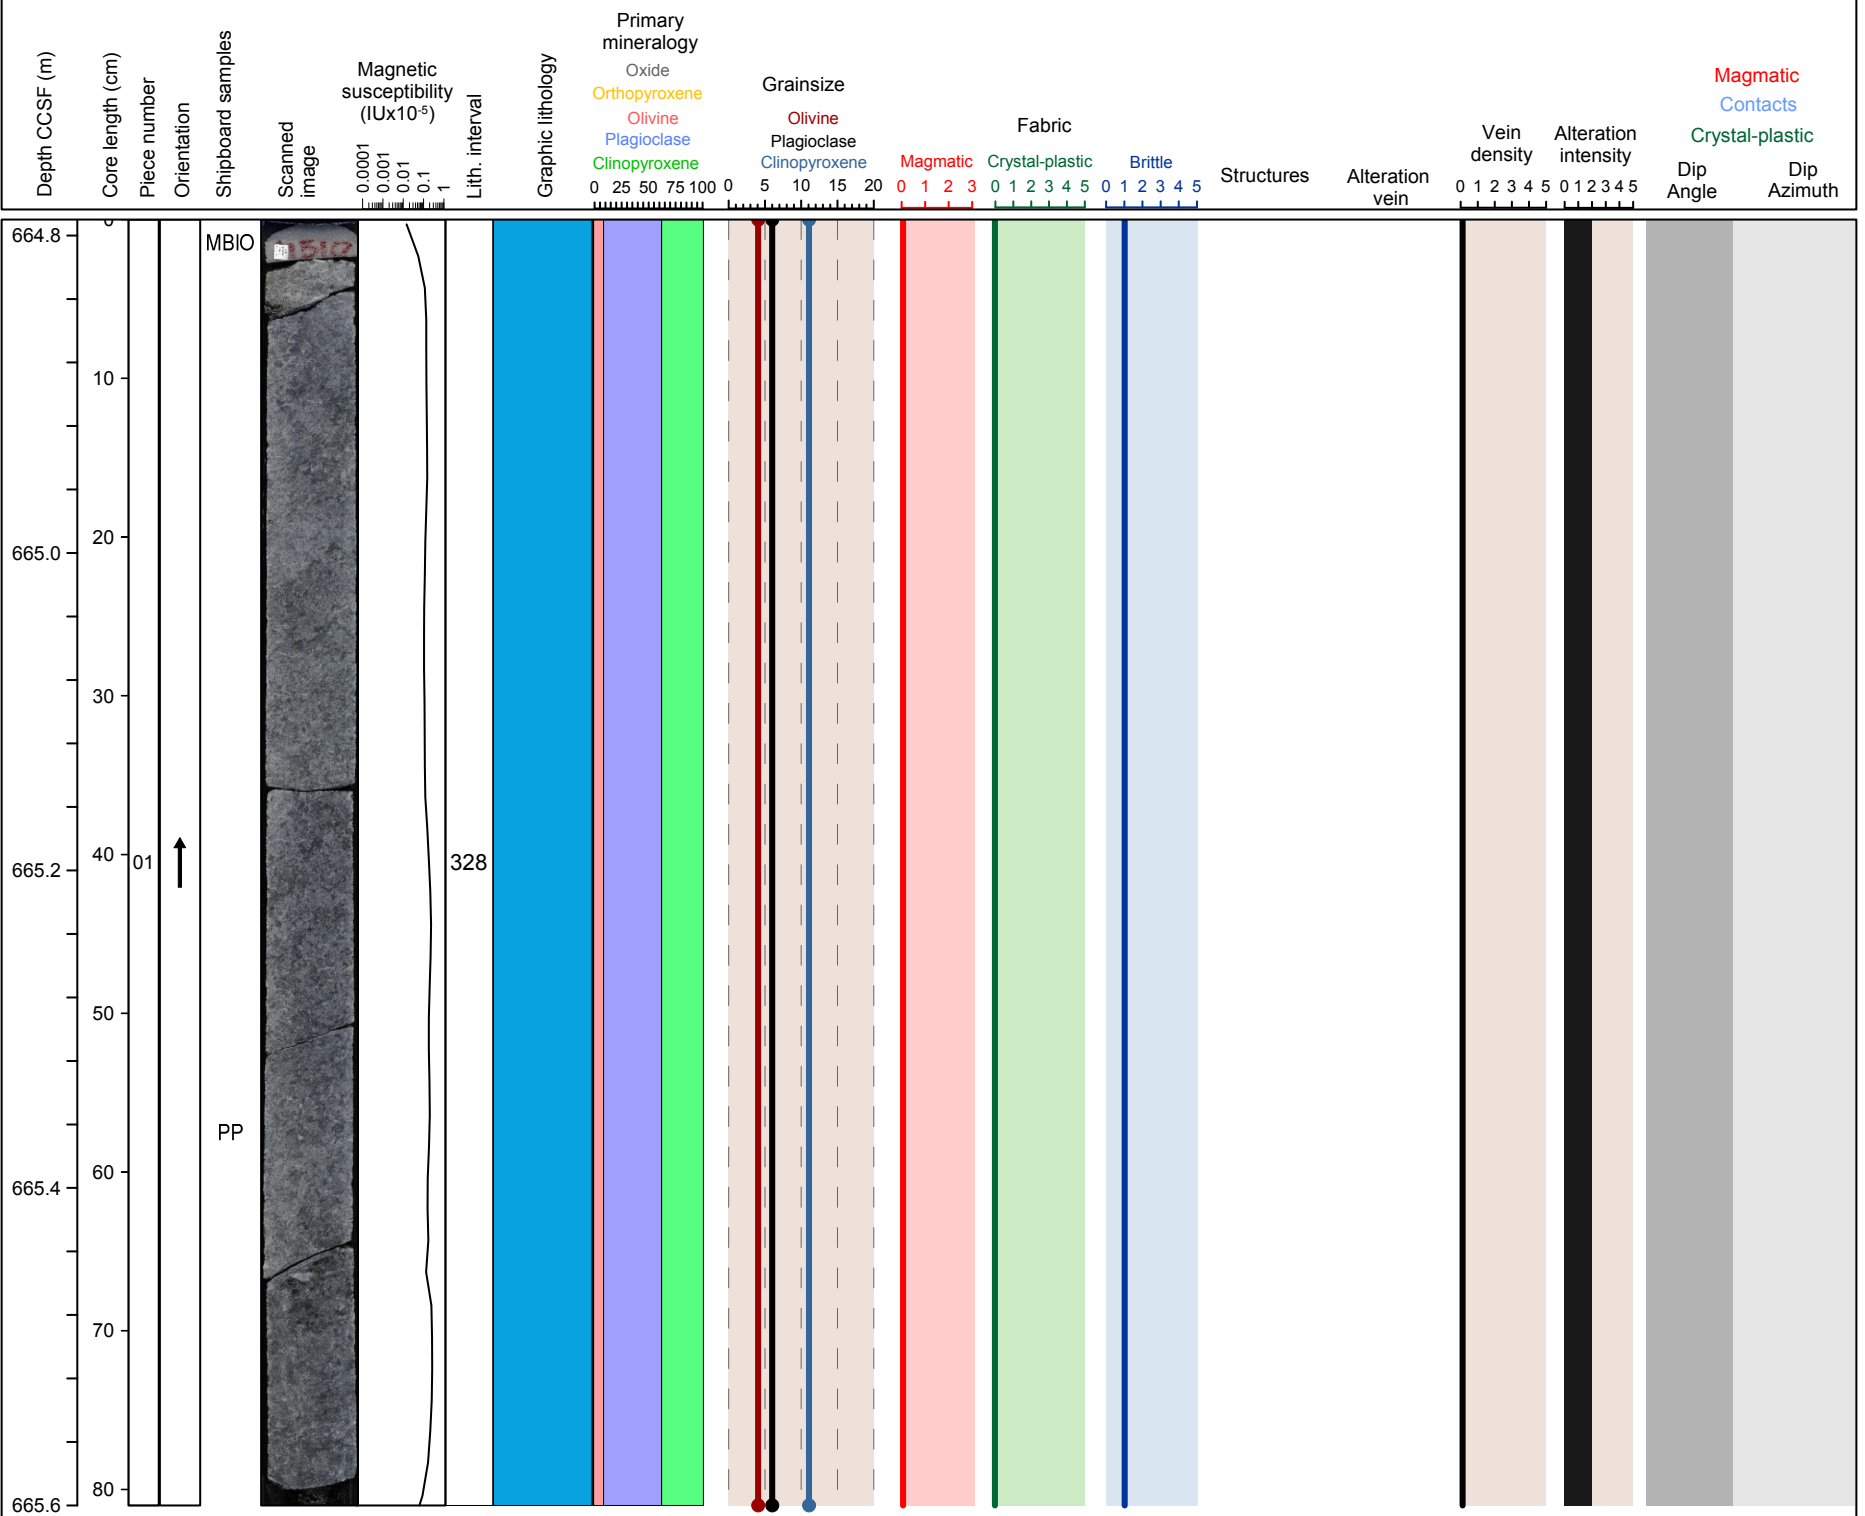 Depth CCSF (m)
Core length (cm)
Piece number
Orientation
Shipboard samples
Scanned
image
Magnetic
susceptibility
(IUx10⁻⁵)
0.0001
0.001
0.01
0.1
1
Lith. interval
Graphic lithology
Primary
mineralogy
Oxide
Orthopyroxene
Olivine
Plagioclase
Clinopyroxene
0 25 50 75 100
Grainsize
Olivine
Plagioclase
Clinopyroxene
0 5 10 15 20
Fabric
Magmatic
0 1 2 3
Crystal-plastic
0 1 2 3 4 5
Brittle
0 1 2 3 4 5
Structures
Alteration
vein
Vein
density
0 1 2 3 4 5
Alteration
intensity
0 1 2 3 4 5
Magmatic
Contacts
Crystal-plastic
Dip
Angle
Dip
Azimuth
0
664.8
MBIO
10
20
665.0
30
40
01
328
665.2
50
PP
60
665.4
70
80
665.6